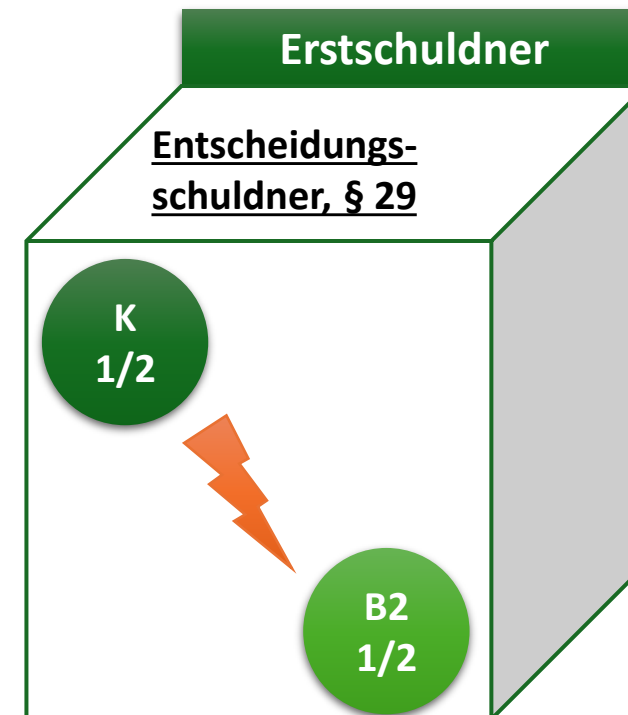 Erstschuldner
Entscheidungs-
schuldner, § 29
K
1/2
B2
1/2